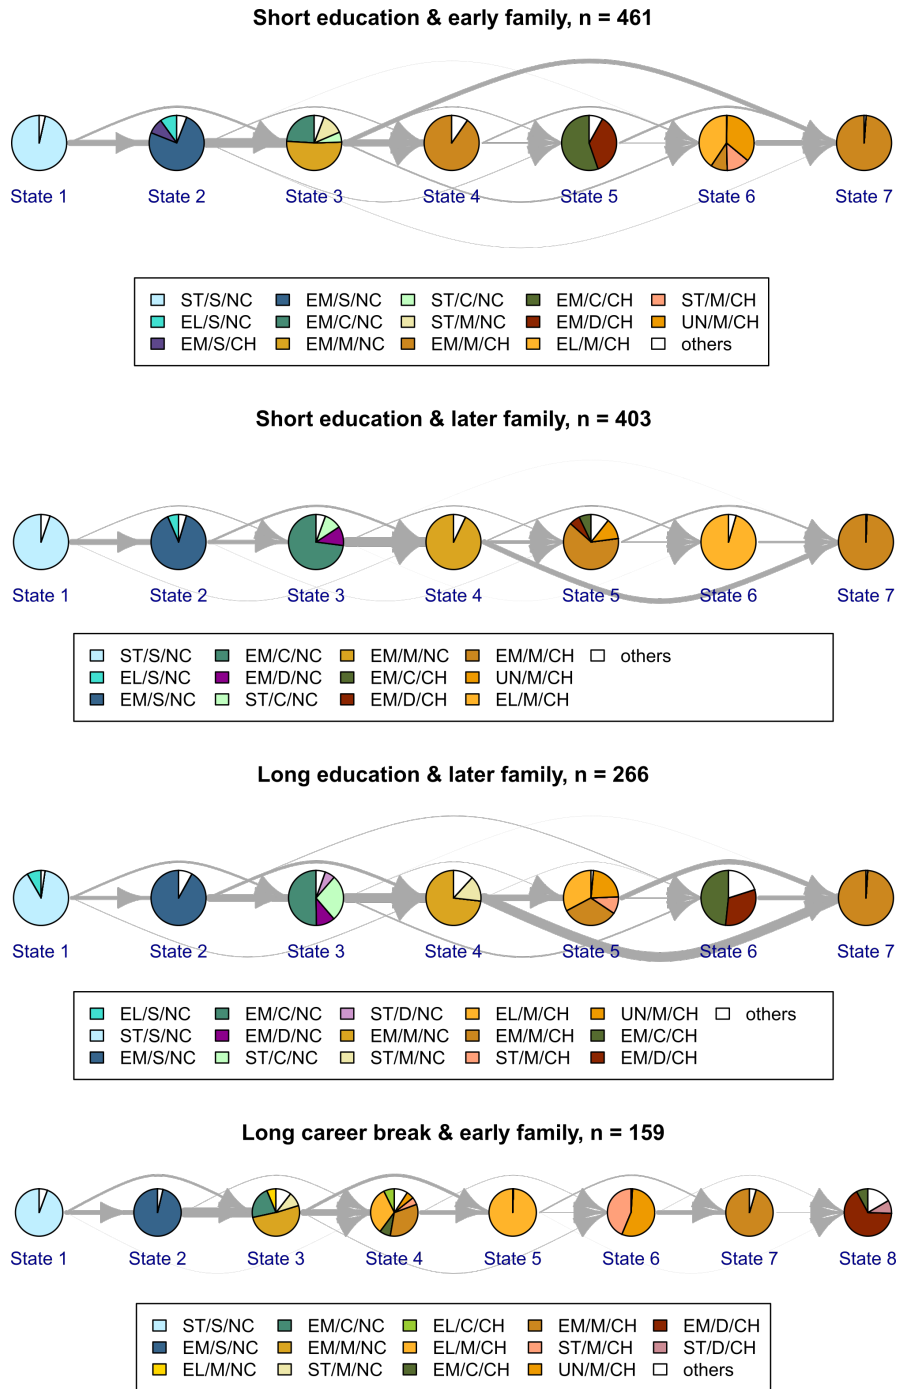 Short education & early family, n = 461
State 1 State 2 State 3 State 4 State 5 State 6 State 7
ST/S/NC EM/S/NC ST/C/NC EM/C/CH ST/M/CH
EL/S/NC EM/C/NC ST/M/NC EM/D/CH UN/M/CH
EM/S/CH EM/M/NC EM/M/CH EL/M/CH others
Short education & later family, n = 403
State 1 State 2 State 3 State 4 State 5 State 6 State 7
ST/S/NC EM/C/NC EM/M/NC EM/M/CH others
EL/S/NC EM/D/NC EM/C/CH UN/M/CH
EM/S/NC ST/C/NC EM/D/CH EL/M/CH
Long education & later family, n = 266
State 1 State 2 State 3 State 4 State 5 State 6 State 7
EL/S/NC EM/C/NC ST/D/NC EL/M/CH UN/M/CH others
ST/S/NC EM/D/NC EM/M/NC EM/M/CH EM/C/CH
EM/S/NC ST/C/NC ST/M/NC ST/M/CH EM/D/CH
Long career break & early family, n = 159
State 1 State 2 State 3 State 4 State 5 State 6 State 7 State 8
ST/S/NC EM/C/NC EL/C/CH EM/M/CH EM/D/CH
EM/S/NC EM/M/NC EL/M/CH ST/M/CH ST/D/CH
EL/M/NC ST/M/NC EM/C/CH UN/M/CH others